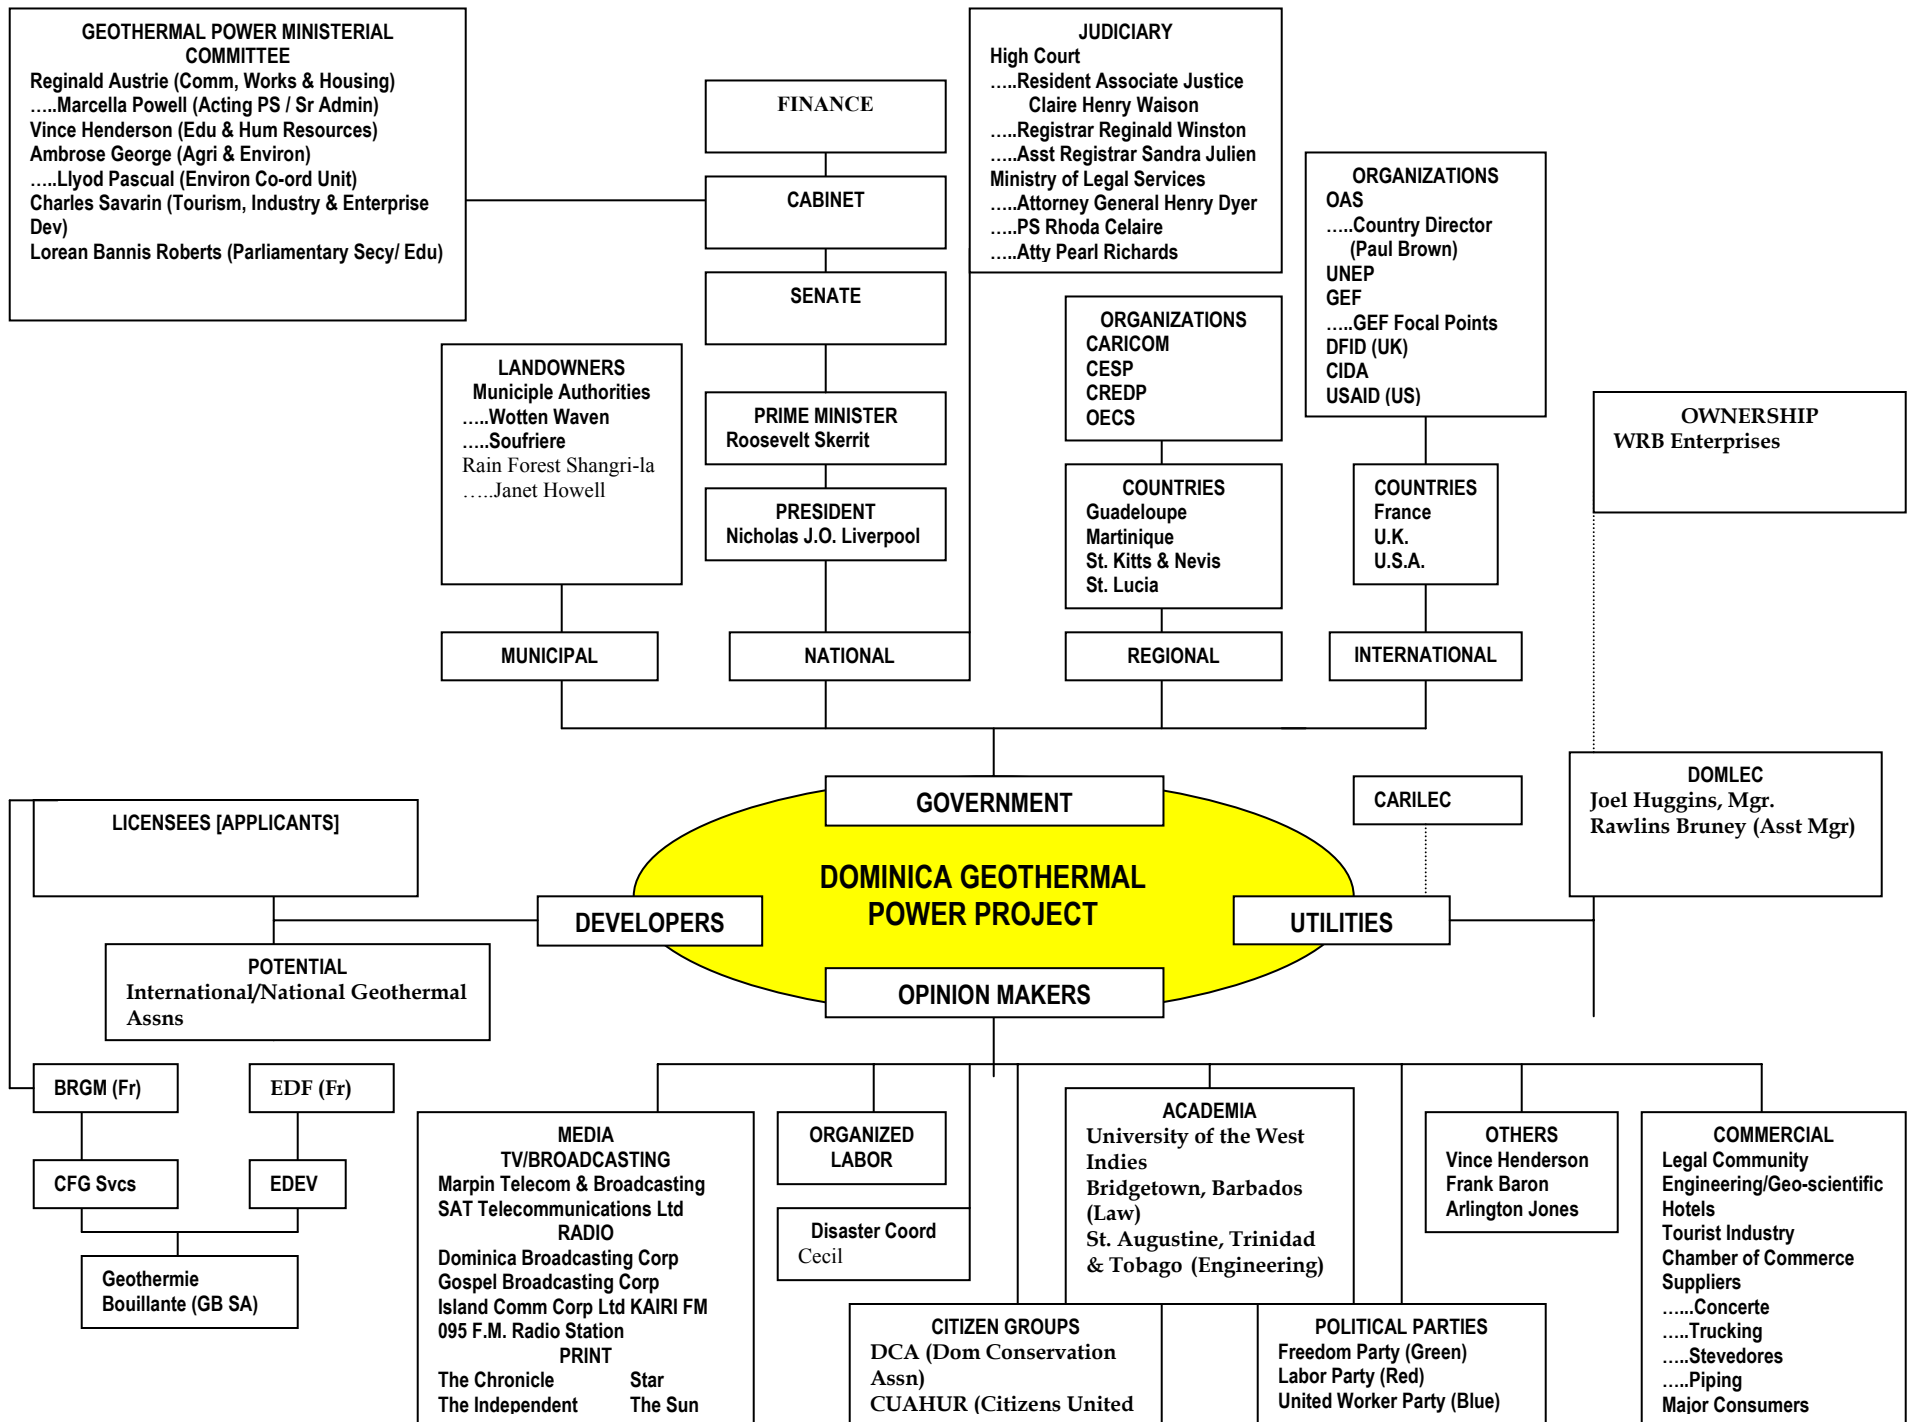 GEOTHERMAL POWER MINISTERIAL
COMMITTEE
Reginald Austrie (Comm, Works & Housing)
.….Marcella Powell (Acting PS / Sr Admin)
Vince Henderson (Edu & Hum Resources)
Ambrose George (Agri & Environ)
…..Llyod Pascual (Environ Co-ord Unit)
Charles Savarin (Tourism, Industry & Enterprise
Dev)
Lorean Bannis Roberts (Parliamentary Secy/ Edu)
FINANCE
CABINET
SENATE
PRIME MINISTER
Roosevelt Skerrit
PRESIDENT
Nicholas J.O. Liverpool
JUDICIARY
High Court
…..Resident Associate Justice
Claire Henry Waison
…..Registrar Reginald Winston
…..Asst Registrar Sandra Julien
Ministry of Legal Services
…..Attorney General Henry Dyer
…..PS Rhoda Celaire
…..Atty Pearl Richards
ORGANIZATIONS
OAS
…..Country Director
(Paul Brown)
UNEP
GEF
…..GEF Focal Points
DFID (UK)
CIDA
USAID (US)
ORGANIZATIONS
CARICOM
CESP
CREDP
OECS
LANDOWNERS
Municiple Authorities
…..Wotten Waven
…..Soufriere
Rain Forest Shangri-la
…..Janet Howell
COUNTRIES
Guadeloupe
Martinique
St. Kitts & Nevis
St. Lucia
COUNTRIES
France
U.K.
U.S.A.
OWNERSHIP
WRB Enterprises
MUNICIPAL
NATIONAL
REGIONAL
INTERNATIONAL
GOVERNMENT
CARILEC
DOMLEC
Joel Huggins, Mgr.
Rawlins Bruney (Asst Mgr)
LICENSEES [APPLICANTS]
DOMINICA GEOTHERMAL
POWER PROJECT
DEVELOPERS
UTILITIES
OPINION MAKERS
POTENTIAL
International/National Geothermal
Assns
BRGM (Fr)
EDF (Fr)
CFG Svcs
EDEV
Geothermie
Bouillante (GB SA)
MEDIA
TV/BROADCASTING
Marpin Telecom & Broadcasting
SAT Telecommunications Ltd
RADIO
Dominica Broadcasting Corp
Gospel Broadcasting Corp
Island Comm Corp Ltd KAIRI FM
095 F.M. Radio Station
PRINT
The Chronicle Star
The Independent The Sun
ORGANIZED
LABOR
Disaster Coord
Cecil
ACADEMIA
University of the West
Indies
Bridgetown, Barbados
(Law)
St. Augustine, Trinidad
& Tobago (Engineering)
CITIZEN GROUPS
DCA (Dom Conservation
Assn)
CUAHUR (Citizens United
POLITICAL PARTIES
Freedom Party (Green)
Labor Party (Red)
United Worker Party (Blue)
OTHERS
Vince Henderson
Frank Baron
Arlington Jones
COMMERCIAL
Legal Community
Engineering/Geo-scientific
Hotels
Tourist Industry
Chamber of Commerce
Suppliers
…...Concerte
…..Trucking
…..Stevedores
…..Piping
Major Consumers